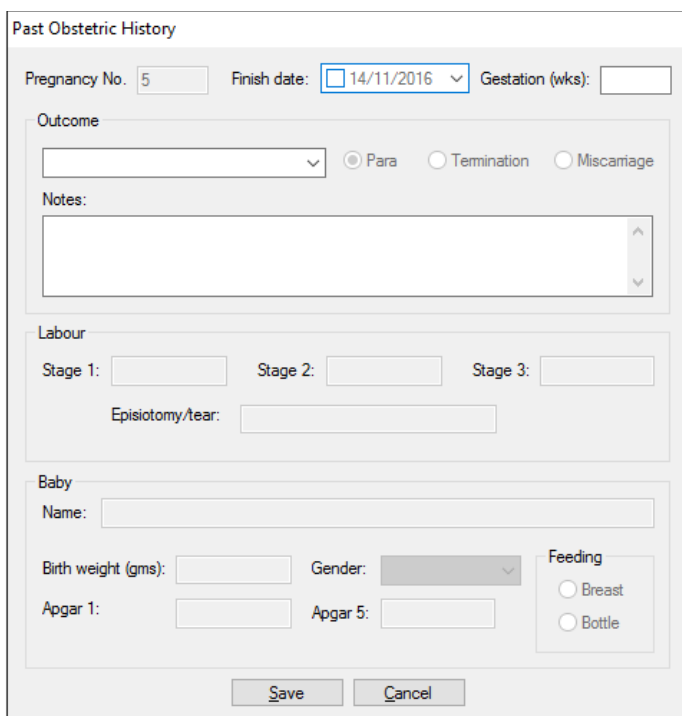 Past Obstetric History
Pregnancy No. 5 Finish date: 14/11/2016 Gestation (wks):
Outcome
Para Termination Miscarriage
Notes:
Labour
Stage 1: Stage 2: Stage 3:
Episiotomy/tear:
Baby
Name:
Birth weight (gms): Gender: Feeding
Breast
Apgar 1: Apgar 5:
Bottle
Save Cancel